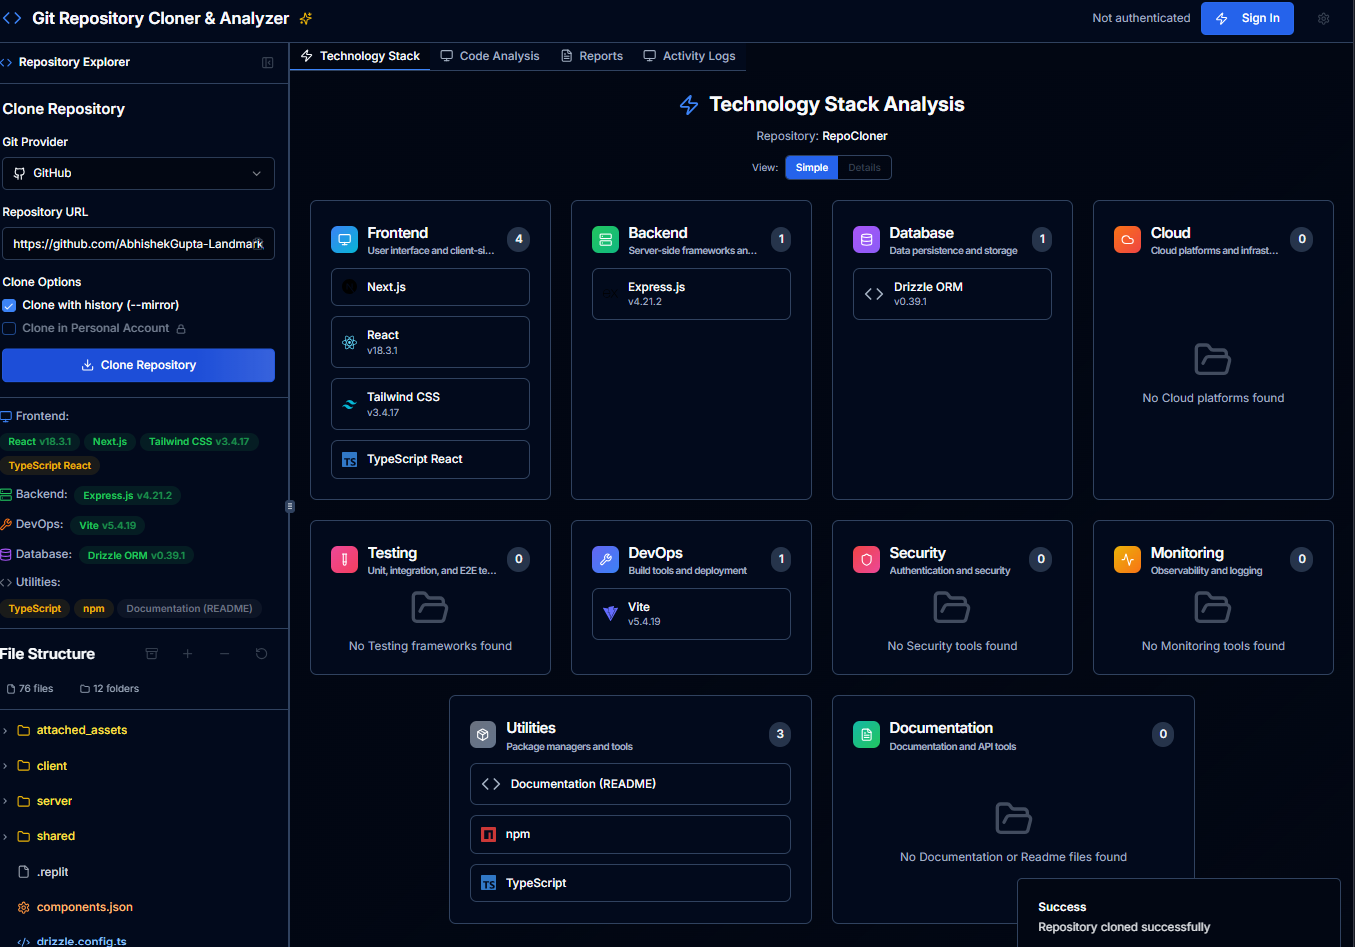 Git Repository Cloner & Analyzer
Not authenticated
Sign In
Repository Explorer
Clone Repository
Git Provider
GitHub
Repository URL
https://github.com/AbhishekGupta-Landmark
Clone Options
Clone with history (--mirror)
Clone in Personal Account
Clone Repository
Frontend:
React v18.3.1 Next.js Tailwind CSS v3.4.17
TypeScript React
Backend: Express.js v4.21.2
DevOps: Vite v5.4.19
Database: Drizzle ORM v0.39.1
Utilities:
TypeScript npm Documentation (README)
File Structure
76 files 12 folders
attached_assets
client
server
shared
.replit
components.json
drizzle.config.ts
Technology Stack Code Analysis Reports Activity Logs
Technology Stack Analysis
Repository: RepoCloner
View: Simple Details
Frontend 4
User interface and client-si...
Next.js
React
v18.3.1
Tailwind CSS
v3.4.17
TypeScript React
Backend 1
Server-side frameworks an...
Express.js
v4.21.2
Database 1
Data persistence and storage
Drizzle ORM
v0.39.1
Cloud 0
Cloud platforms and infrast...
No Cloud platforms found
Testing 0
Unit, integration, and E2E te...
No Testing frameworks found
DevOps 1
Build tools and deployment
Vite
v5.4.19
Security 0
Authentication and security
No Security tools found
Monitoring 0
Observability and logging
No Monitoring tools found
Utilities 3
Package managers and tools
Documentation (README)
npm
TypeScript
Documentation 0
Documentation and API tools
No Documentation or Readme files found
Success
Repository cloned successfully